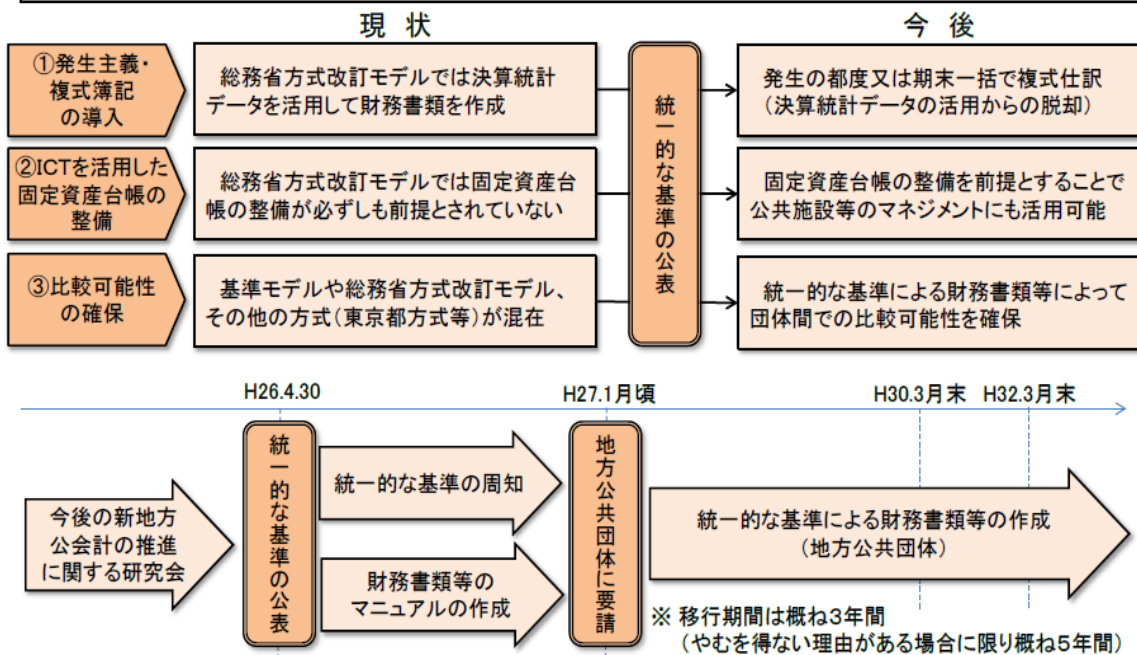 現 状
今 後
①発生主義・
複式簿記
の導入
総務省方式改訂モデルでは決算統計
データを活用して財務書類を作成
発生の都度又は期末一括で複式仕訳
(決算統計データの活用からの脱却)
②ICTを活用した
固定資産台帳の
整備
総務省方式改訂モデルでは固定資産台
帳の整備が必ずしも前提とされていない
統一的な基準の公表
固定資産台帳の整備を前提とすることで
公共施設等のマネジメントにも活用可能
③比較可能性
の確保
基準モデルや総務省方式改訂モデル、
その他の方式(東京都方式等)が混在
統一的な基準による財務書類等によって
団体間での比較可能性を確保
H26.4.30
H27.1月頃
H30.3月末
H32.3月末
今後の新地方
公会計の推進
に関する研究会
統一的な基準の公表
統一的な基準の周知
財務書類等の
マニュアルの作成
地方公共団体に要請
統一的な基準による財務書類等の作成
(地方公共団体)
※ 移行期間は概ね3年間
(やむを得ない理由がある場合に限り概ね5年間)